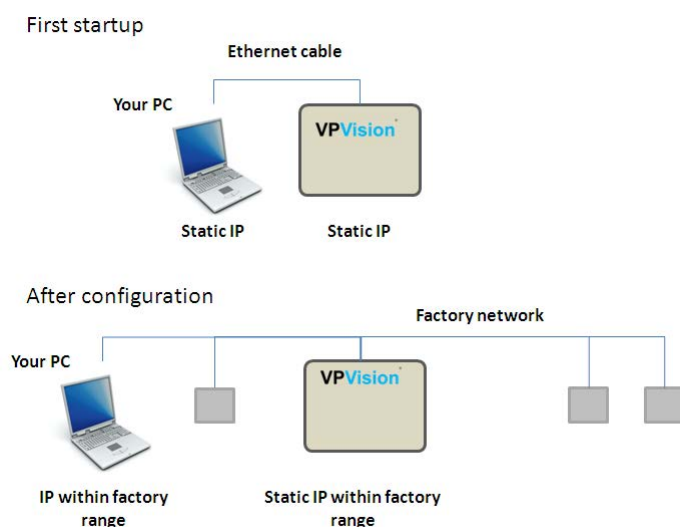 First startup
Ethernet cable
Your PC
VPVision
Static IP
Static IP
After configuration
Factory network
Your PC
VPVision
IP within factory
range
Static IP within factory
range